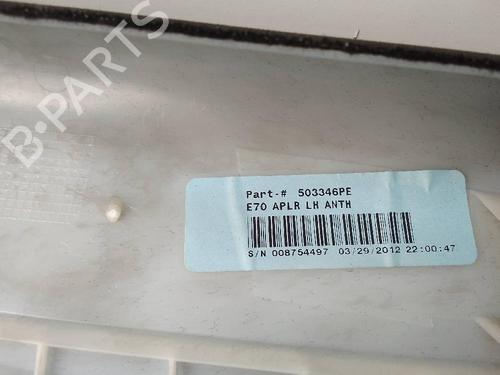 B-PARTS
Part-# 503346PE
E70 APLR LH ANTH
S/N 008754497 03/29/2012 22:00:47